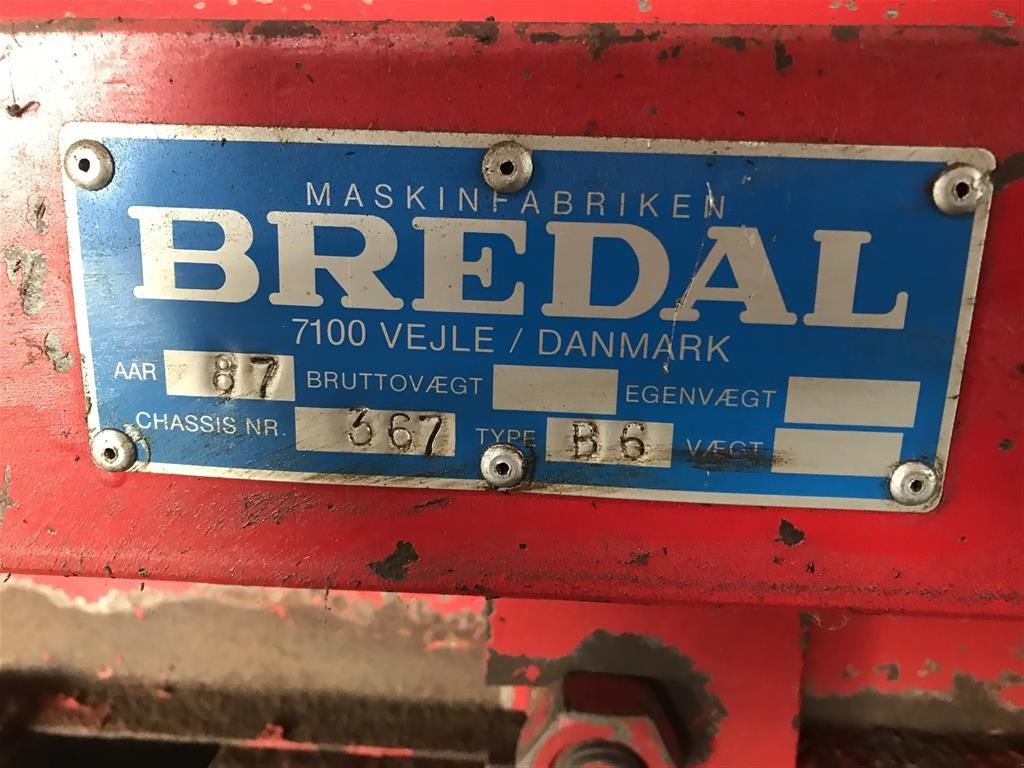 MASKINFABRIKEN
BREDAL
7100 VEJLE / DANMARK
AAR 87 BRUTTOVÆGT EGENVÆGT
CHASSIS NR. 367 TYPE B6 VÆGT